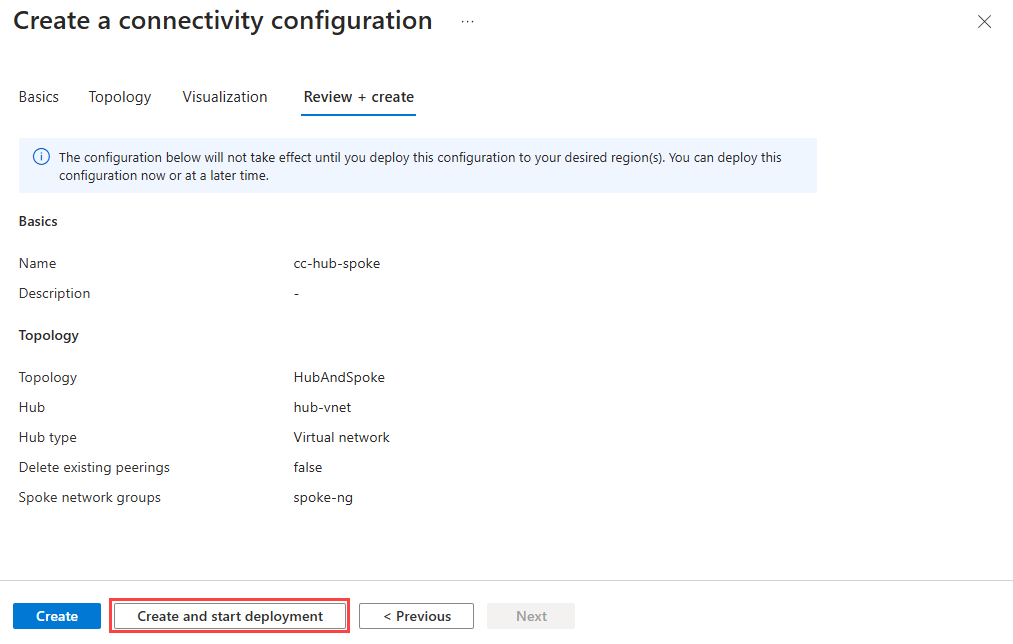 Create a connectivity configuration ...
Basics Topology Visualization Review + create
The configuration below will not take effect until you deploy this configuration to your desired region(s). You can deploy this
configuration now or at a later time.
Basics
Name cc-hub-spoke
Description -
Topology
Topology HubAndSpoke
Hub hub-vnet
Hub type Virtual network
Delete existing peerings false
Spoke network groups spoke-ng
Create Create and start deployment < Previous Next